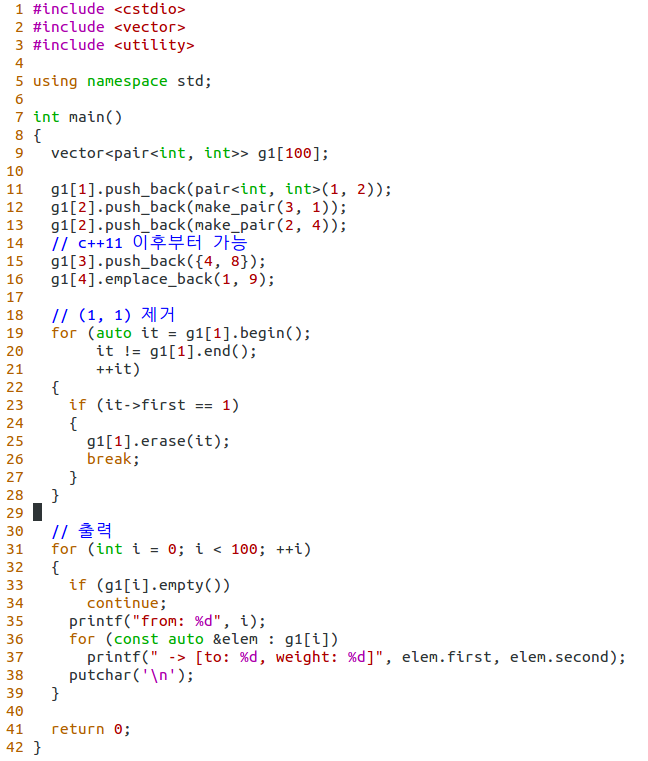 1 #include <cstdio>
2 #include <vector>
3 #include <utility>
4
5 using namespace std;
6
7 int main()
8 {
9   vector<pair<int, int>> g1[100];
10
11   g1[1].push_back(pair<int, int>(1, 2));
12   g1[2].push_back(make_pair(3, 1));
13   g1[2].push_back(make_pair(2, 4));
14   // c++11 이후부터 가능
15   g1[3].push_back({4, 8});
16   g1[4].emplace_back(1, 9);
17
18   // (1, 1) 제거
19   for (auto it = g1[1].begin();
20        it != g1[1].end();
21        ++it)
22   {
23     if (it->first == 1)
24     {
25       g1[1].erase(it);
26       break;
27     }
28   }
29
30   // 출력
31   for (int i = 0; i < 100; ++i)
32   {
33     if (g1[i].empty())
34       continue;
35     printf("from: %d", i);
36     for (const auto &elem : g1[i])
37       printf(" -> [to: %d, weight: %d]", elem.first, elem.second);
38     putchar('\n');
39   }
40
41   return 0;
42 }